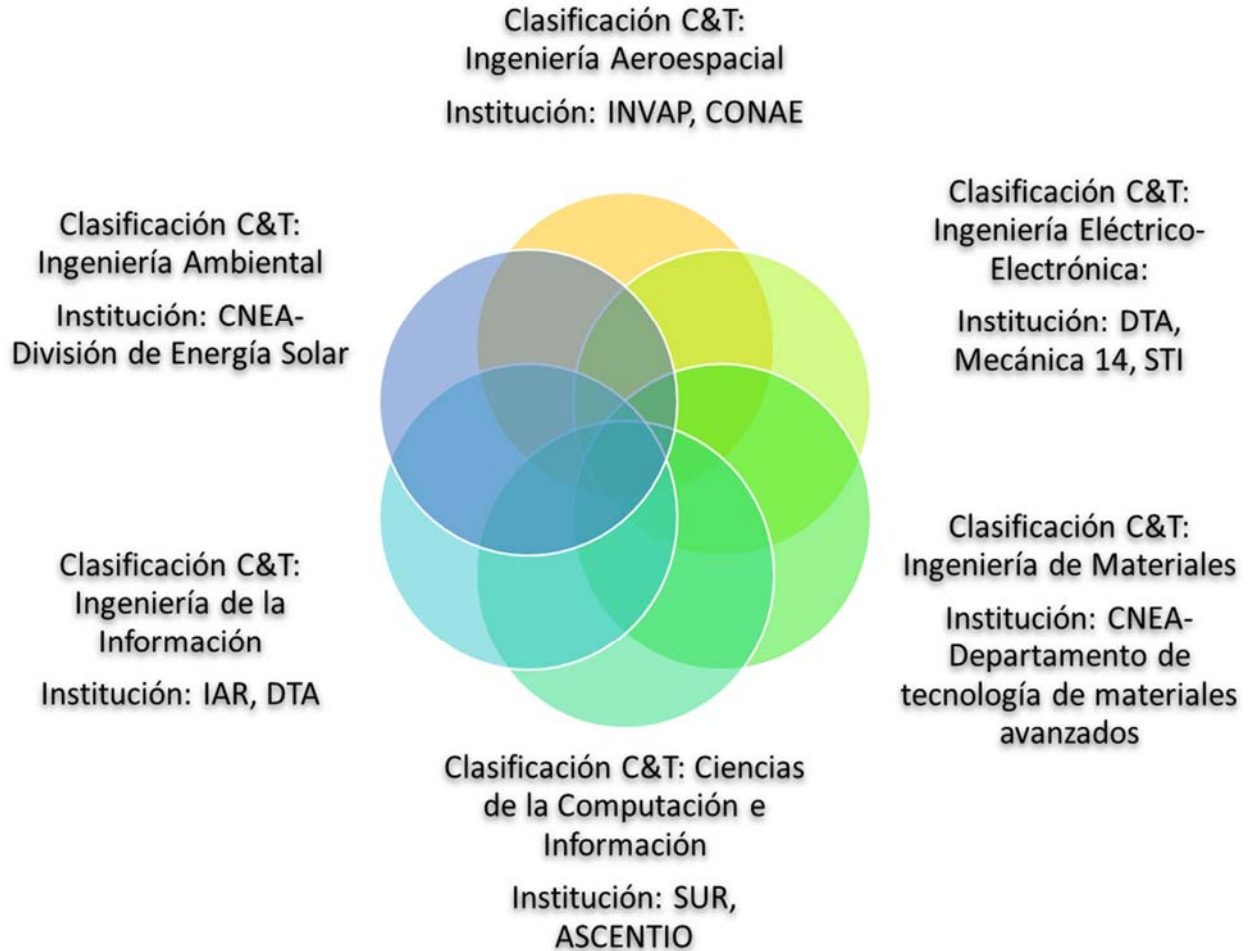 Clasificación C&T:
Ingeniería Aeroespacial
Institución: INVAP, CONAE
Clasificación C&T:
Ingeniería Eléctrico-
Electrónica:
Institución: DTA,
Mecánica 14, STI
Clasificación C&T:
Ingeniería de Materiales
Institución: CNEA-
Departamento de
tecnología de materiales
avanzados
Clasificación C&T: Ciencias
de la Computación e
Información
Institución: SUR,
ASCENTIO
Clasificación C&T:
Ingeniería de la
Información
Institución: IAR, DTA
Clasificación C&T:
Ingeniería Ambiental
Institución: CNEA-
División de Energía Solar